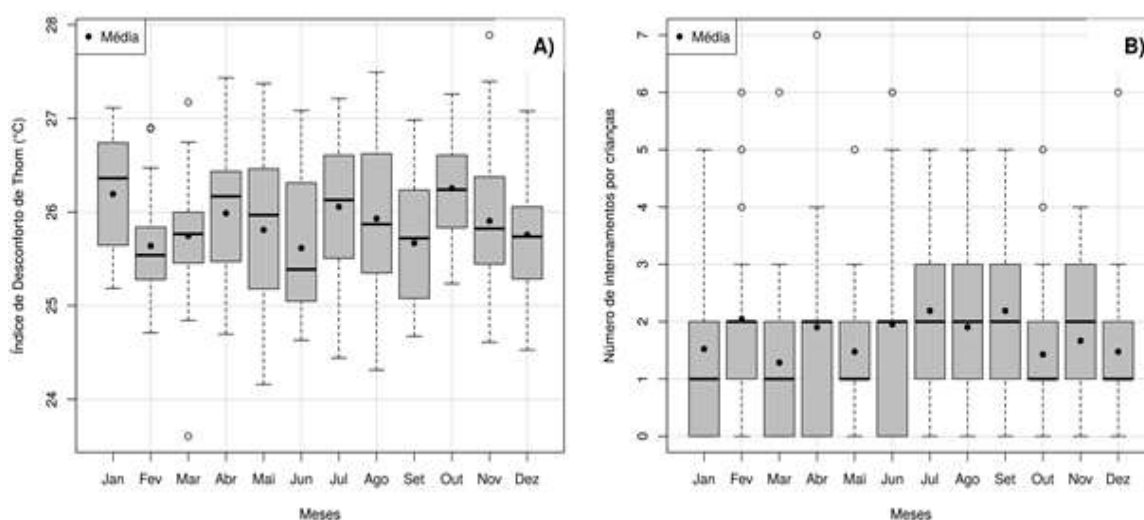 Média
A)
Índice de Desconforto de Thom (°C)
28
27
26
25
24
Jan Fev Mar Abr Mai Jun Jul Ago Set Out Nov Dez
Meses
Média
B)
Número de internamentos por crianças
7
6
5
4
3
2
1
0
Jan Fev Mar Abr Mai Jun Jul Ago Set Out Nov Dez
Meses